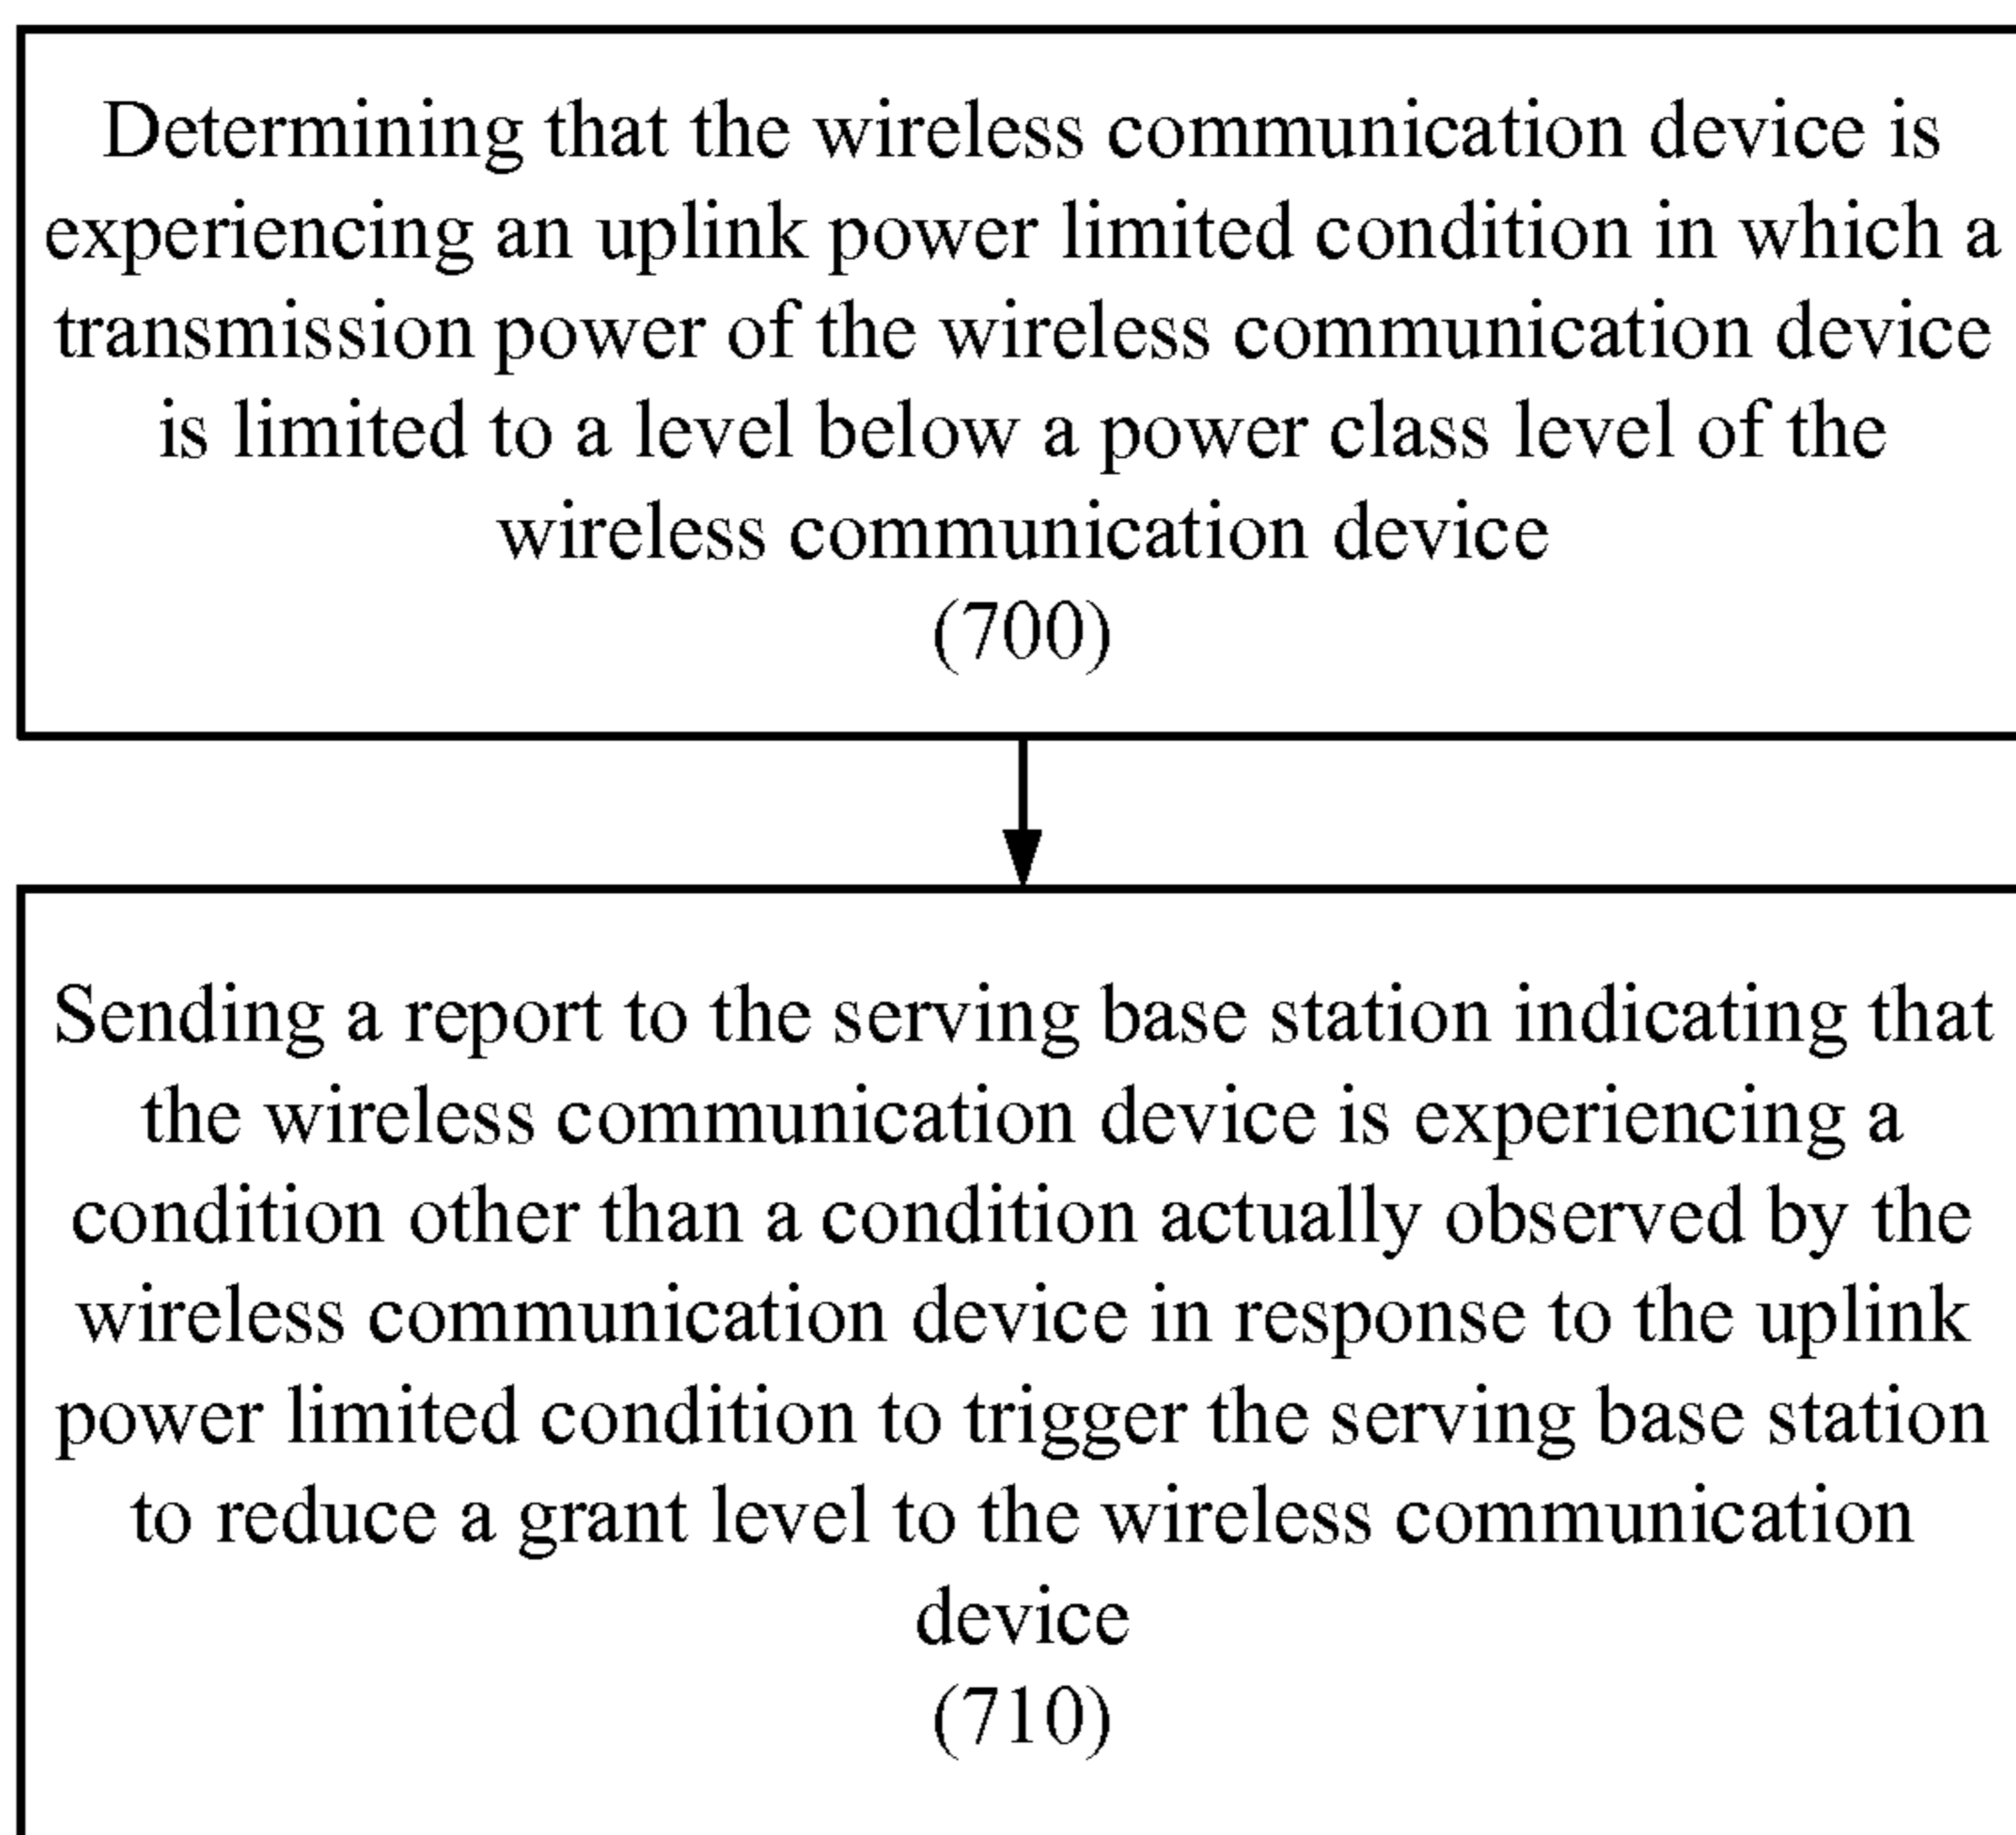 Determining that the wireless communication device is
experiencing an uplink power limited condition in which a
transmission power of the wireless communication device
is limited to a level below a power class level of the
wireless communication device
(700)
Sending a report to the serving base station indicating that
the wireless communication device is experiencing a
condition other than a condition actually observed by the
wireless communication device in response to the uplink
power limited condition to trigger the serving base station
to reduce a grant level to the wireless communication
device
(710)